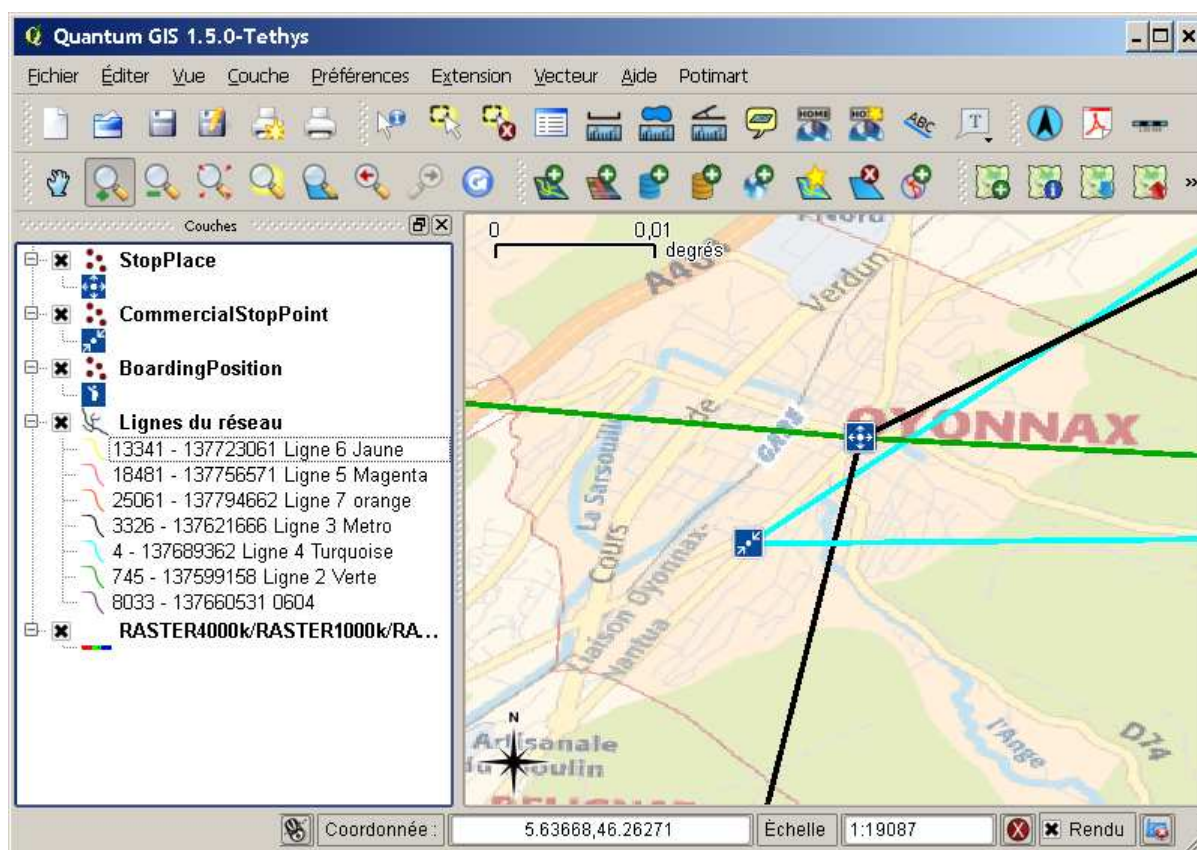 Quantum GIS 1.5.0-Tethys
Fichier Éditer Vue Couche Préférences Extension Vecteur Aide Potimart
HOME
ABC
T
»
Couches
StopPlace
CommercialStopPoint
BoardingPosition
Lignes du réseau
13341 - 137723061 Ligne 6 Jaune
18481 - 137756571 Ligne 5 Magenta
25061 - 137794662 Ligne 7 orange
3326 - 137621666 Ligne 3 Metro
4 - 137689362 Ligne 4 Turquoise
745 - 137599158 Ligne 2 Verte
8033 - 137660531 0604
RASTER4000k/RASTER1000k/RA...
0 0,01
degrés
Verdun
de
Cours
La Sarsouille
GARE
OYONNAX
Liaison Oyonnax-
Nantua
l'Ange
D74
N
Artisanale
du Moulin
Coordonnée :
5.63668,46.26271
Échelle
1:19087
Rendu